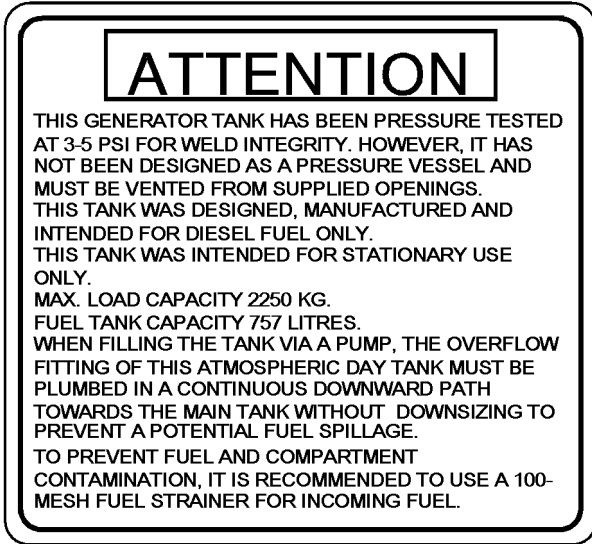 ATTENTION
THIS GENERATOR TANK HAS BEEN PRESSURE TESTED
AT 3-5 PSI FOR WELD INTEGRITY. HOWEVER, IT HAS
NOT BEEN DESIGNED AS A PRESSURE VESSEL AND
MUST BE VENTED FROM SUPPLIED OPENINGS.
THIS TANK WAS DESIGNED, MANUFACTURED AND
INTENDED FOR DIESEL FUEL ONLY.
THIS TANK WAS INTENDED FOR STATIONARY USE
ONLY.
MAX. LOAD CAPACITY 2250 KG.
FUEL TANK CAPACITY 757 LITRES.
WHEN FILLING THE TANK VIA A PUMP, THE OVERFLOW
FITTING OF THIS ATMOSPHERIC DAY TANK MUST BE
PLUMBED IN A CONTINUOUS DOWNWARD PATH
TOWARDS THE MAIN TANK WITHOUT DOWNSIZING TO
PREVENT A POTENTIAL FUEL SPILLAGE.
TO PREVENT FUEL AND COMPARTMENT
CONTAMINATION, IT IS RECOMMENDED TO USE A 100-
MESH FUEL STRAINER FOR INCOMING FUEL.